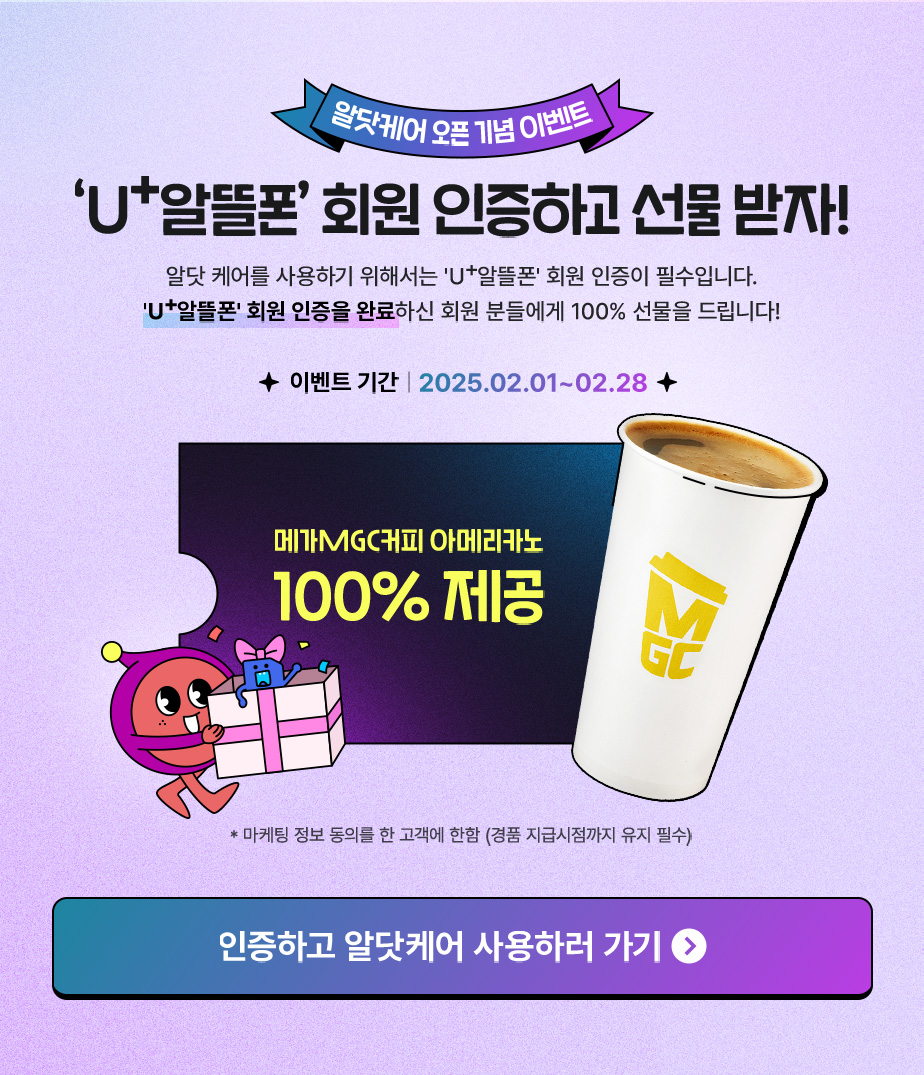 알닷케어 오픈 기념 이벤트
‘U+알뜰폰’ 회원 인증하고 선물 받자!
알닷 케어를 사용하기 위해서는 'U+알뜰폰' 회원 인증이 필수입니다.
'U+알뜰폰' 회원 인증을 완료하신 회원 분들에게 100% 선물을 드립니다!
이벤트 기간 | 2025.02.01~02.28
메가MGC커피 아메리카노
100% 제공
M
GC
* 마케팅 정보 동의를 한 고객에 한함 (경품 지급시점까지 유지 필수)
인증하고 알닷케어 사용하러 가기